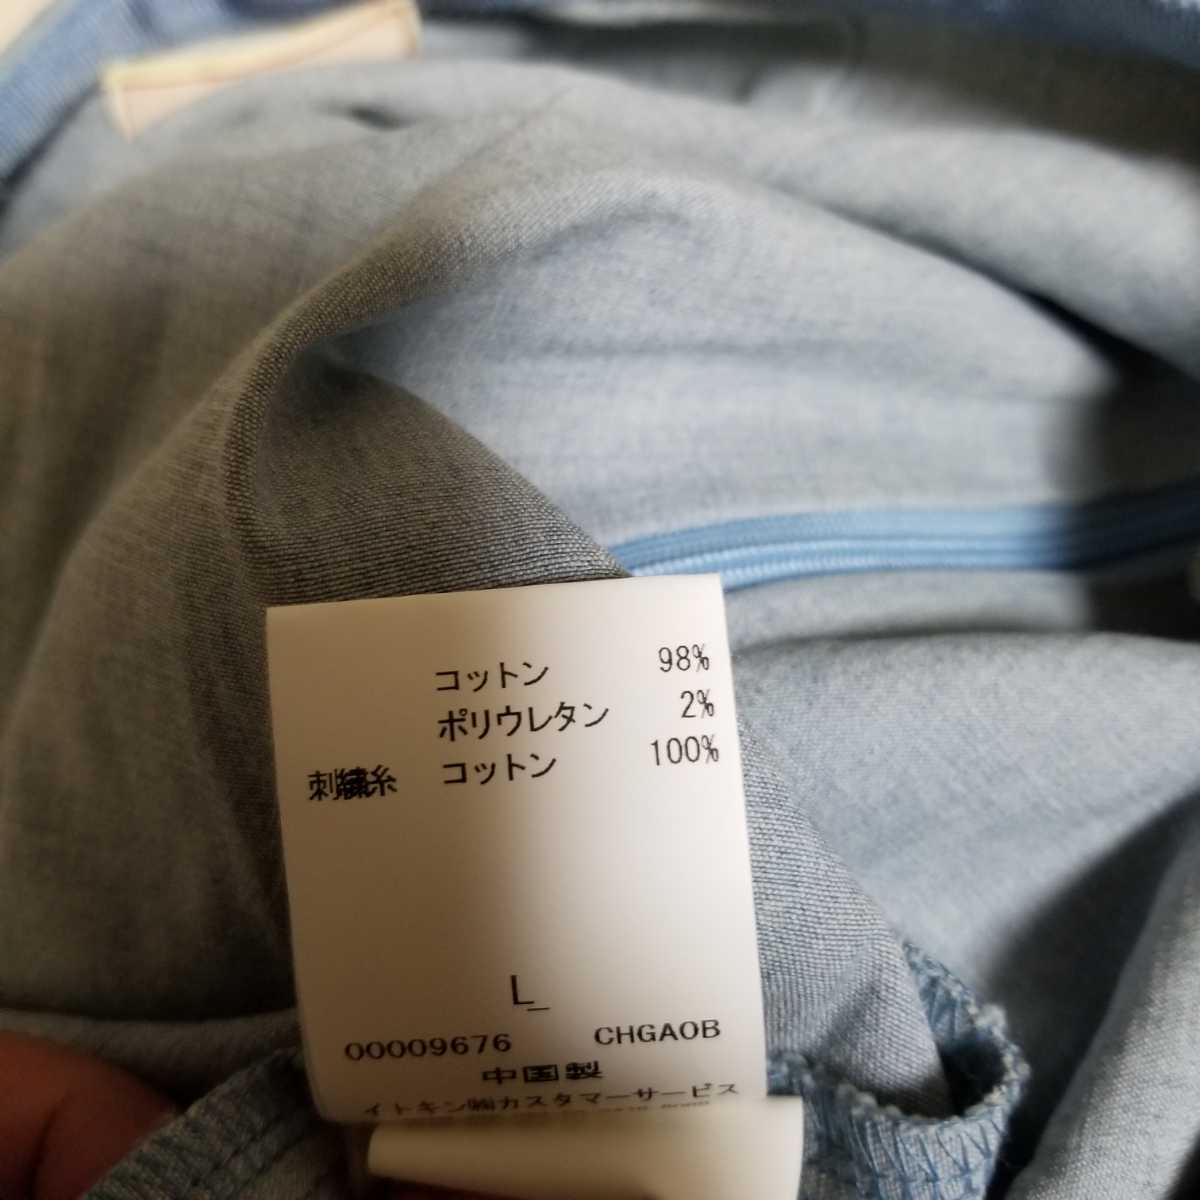 コットン 98%
ポリウレタン 2%
刺繍糸 コットン 100%
L_
00009676 CHGAOB
中国製
イトキン㈱カスタマーサービス